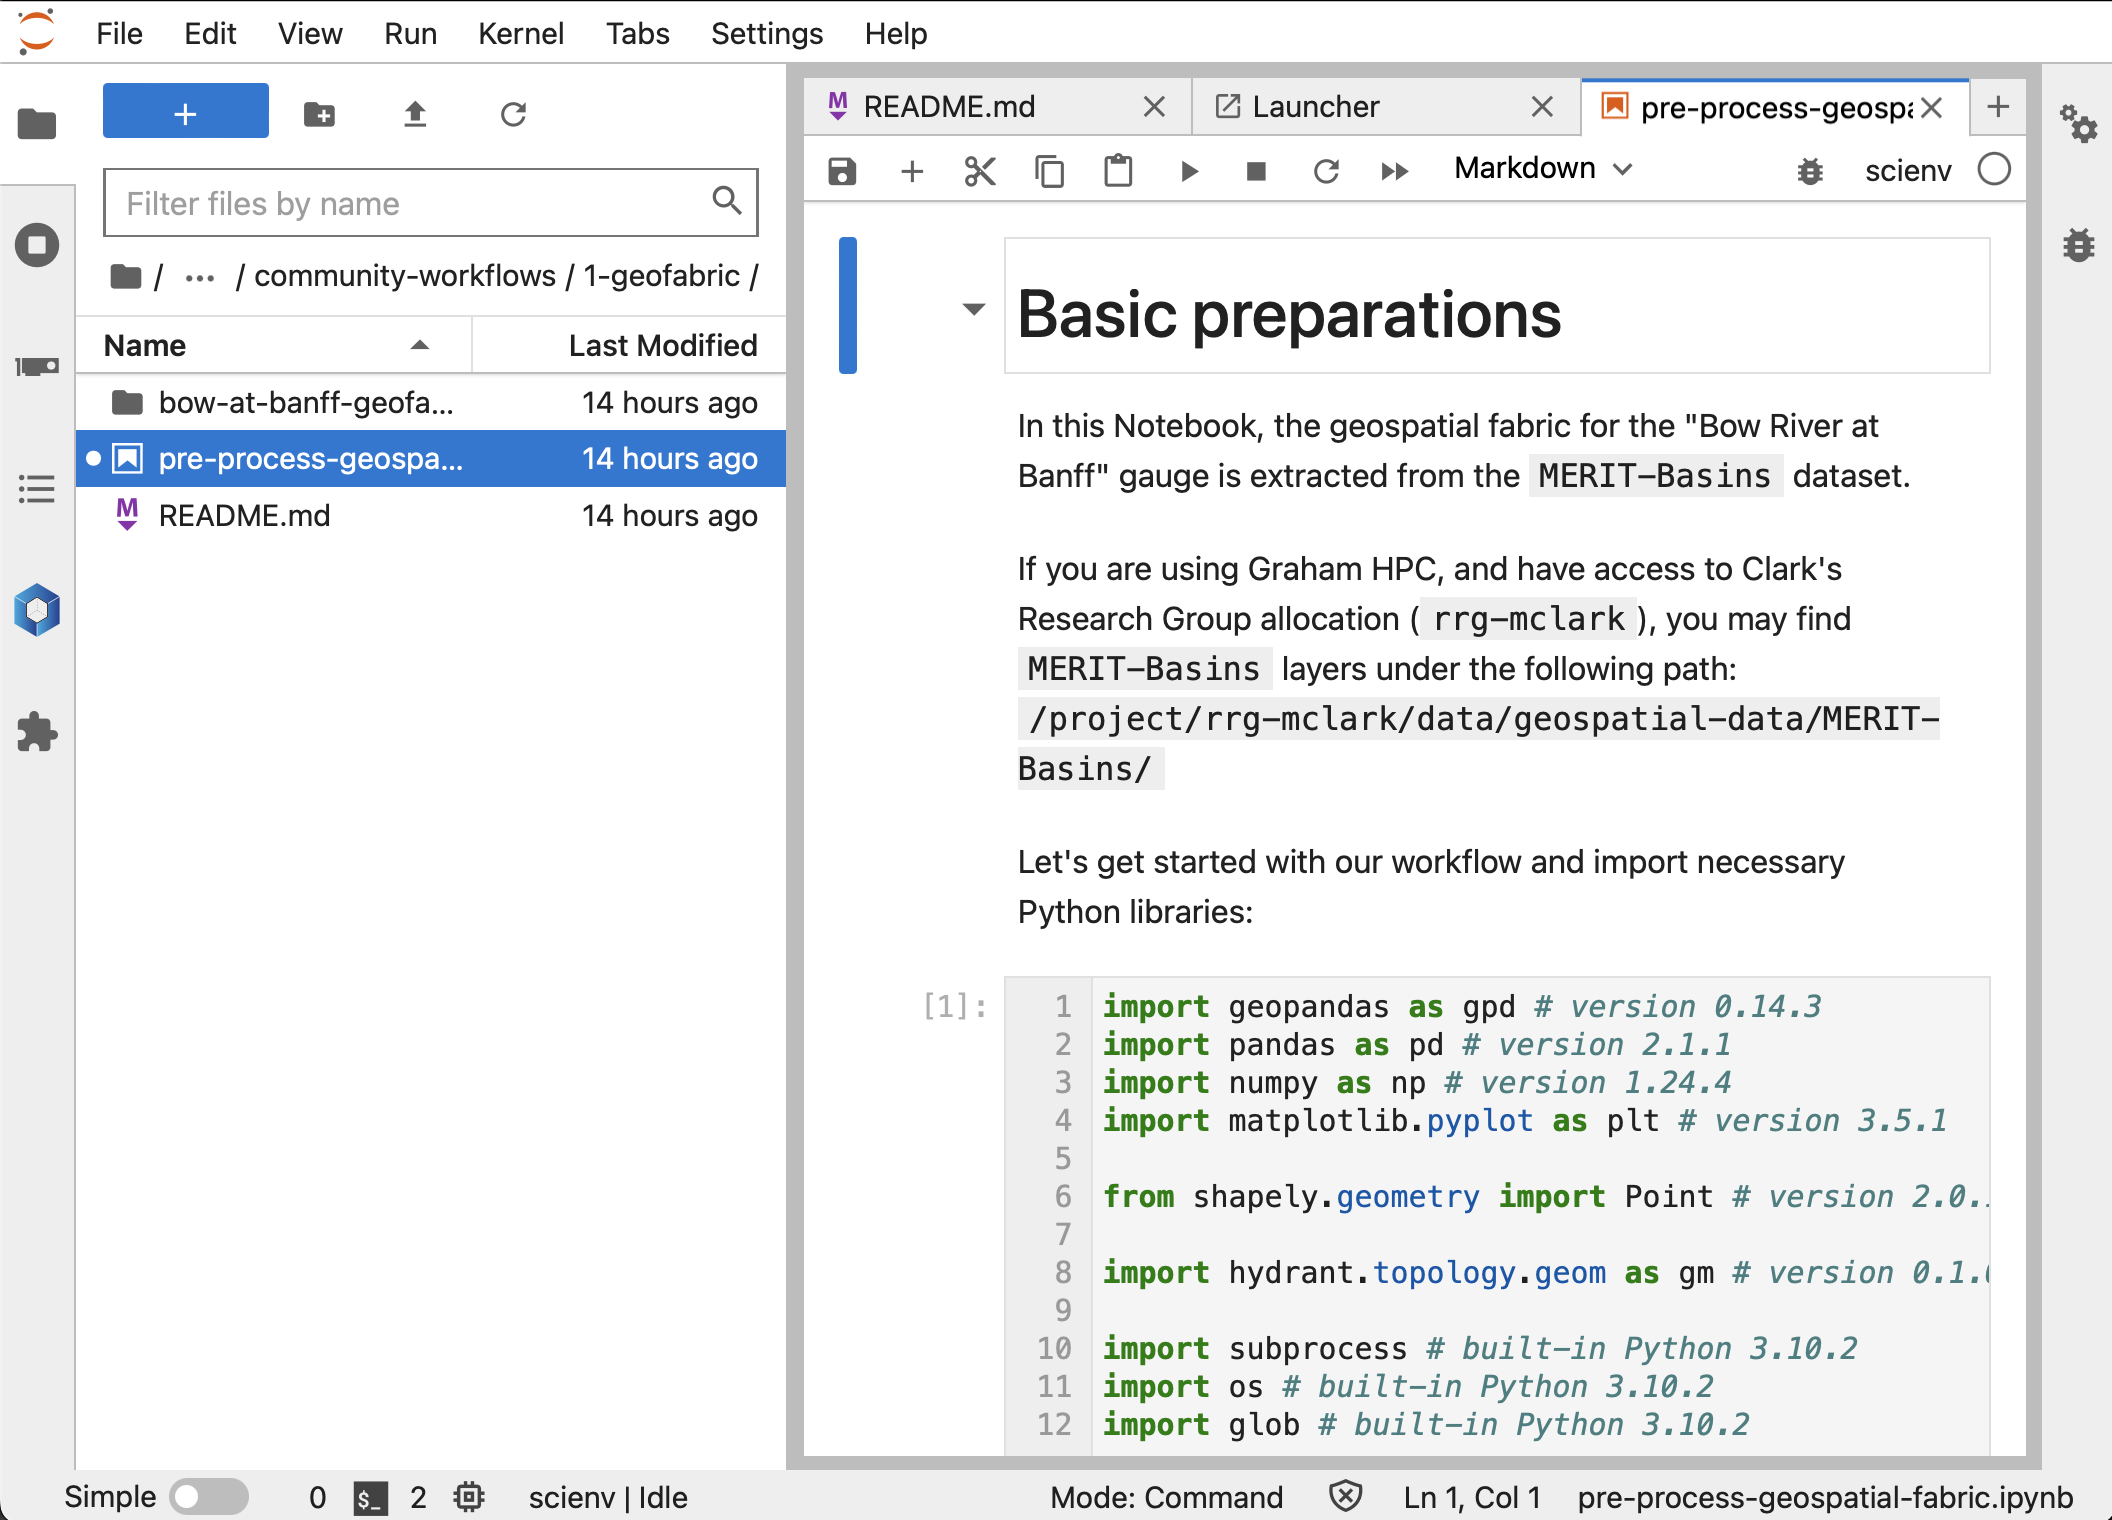 File Edit View Run Kernel Tabs Settings Help
Filter files by name
/ ··· / community-workflows / 1-geofabric /
Name Last Modified
bow-at-banff-geofa... 14 hours ago
pre-process-geospa... 14 hours ago
README.md 14 hours ago
README.md Launcher pre-process-geospa
Markdown scienv
Basic preparations
In this Notebook, the geospatial fabric for the "Bow River at
Banff" gauge is extracted from the MERIT-Basins dataset.
If you are using Graham HPC, and have access to Clark's
Research Group allocation ( rrg-mclark ), you may find
MERIT-Basins layers under the following path:
/project/rrg-mclark/data/geospatial-data/MERIT-
Basins/
Let's get started with our workflow and import necessary
Python libraries:
[1]:
1 import geopandas as gpd # version 0.14.3
2 import pandas as pd # version 2.1.1
3 import numpy as np # version 1.24.4
4 import matplotlib.pyplot as plt # version 3.5.1
5
6 from shapely.geometry import Point # version 2.0.
7
8 import hydrant.topology.geom as gm # version 0.1.
9
10 import subprocess # built-in Python 3.10.2
11 import os # built-in Python 3.10.2
12 import glob # built-in Python 3.10.2
Simple 0 $_ 2 scienv | Idle Mode: Command Ln 1, Col 1 pre-process-geospatial-fabric.ipynb